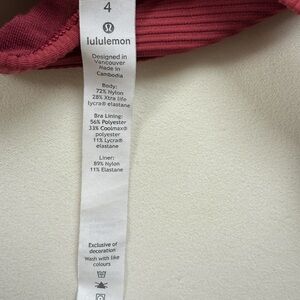 4
lululemon
Designed in
Vancouver
Made in
Cambodia
Body:
72% Nylon
28% Xtra life
Lycra® elastane
Bra Lining:
56% Polyester
33% Coolmax®
polyester
11% Lycra®
elastane
Liner:
89% Nylon
11% Elastane
Exclusive of
decoration
Wash with like
colours